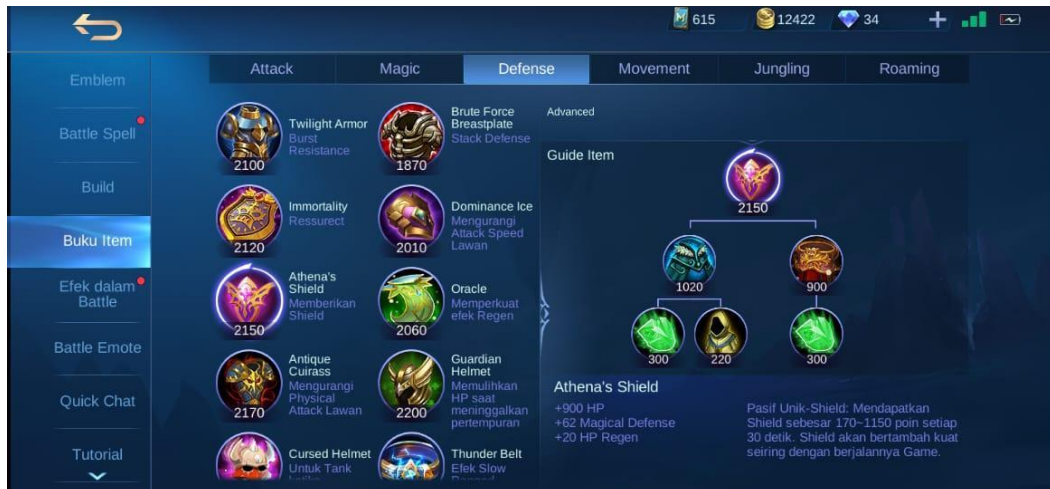 615
12422
34
Attack
Magic
Defense
Movement
Jungling
Roaming
Emblem
Battle Spell
Build
Buku Item
Efek dalam
Battle
Battle Emote
Quick Chat
Tutorial
Twilight Armor
Burst
Resistance
2100
Brute Force
Breastplate
Stack Defense
1870
Immortality
Ressurect
2120
Dominance Ice
Mengurangi
Attack Speed
Lawan
2010
Athena's
Shield
Memberikan
Shield
2150
Oracle
Memperkuat
efek Regen
2060
Antique
Cuirass
Mengurangi
Physical
Attack Lawan
2170
Guardian
Helmet
Memulihkan
HP saat
meninggalkan
pertempuran
2200
Cursed Helmet
Untuk Tank
Thunder Belt
Efek Slow
Advanced
Guide Item
2150
1020
900
300
220
300
Athena's Shield
+900 HP
+62 Magical Defense
+20 HP Regen
Pasif Unik-Shield: Mendapatkan
Shield sebesar 170~1150 poin setiap
30 detik. Shield akan bertambah kuat
seiring dengan berjalannya Game.